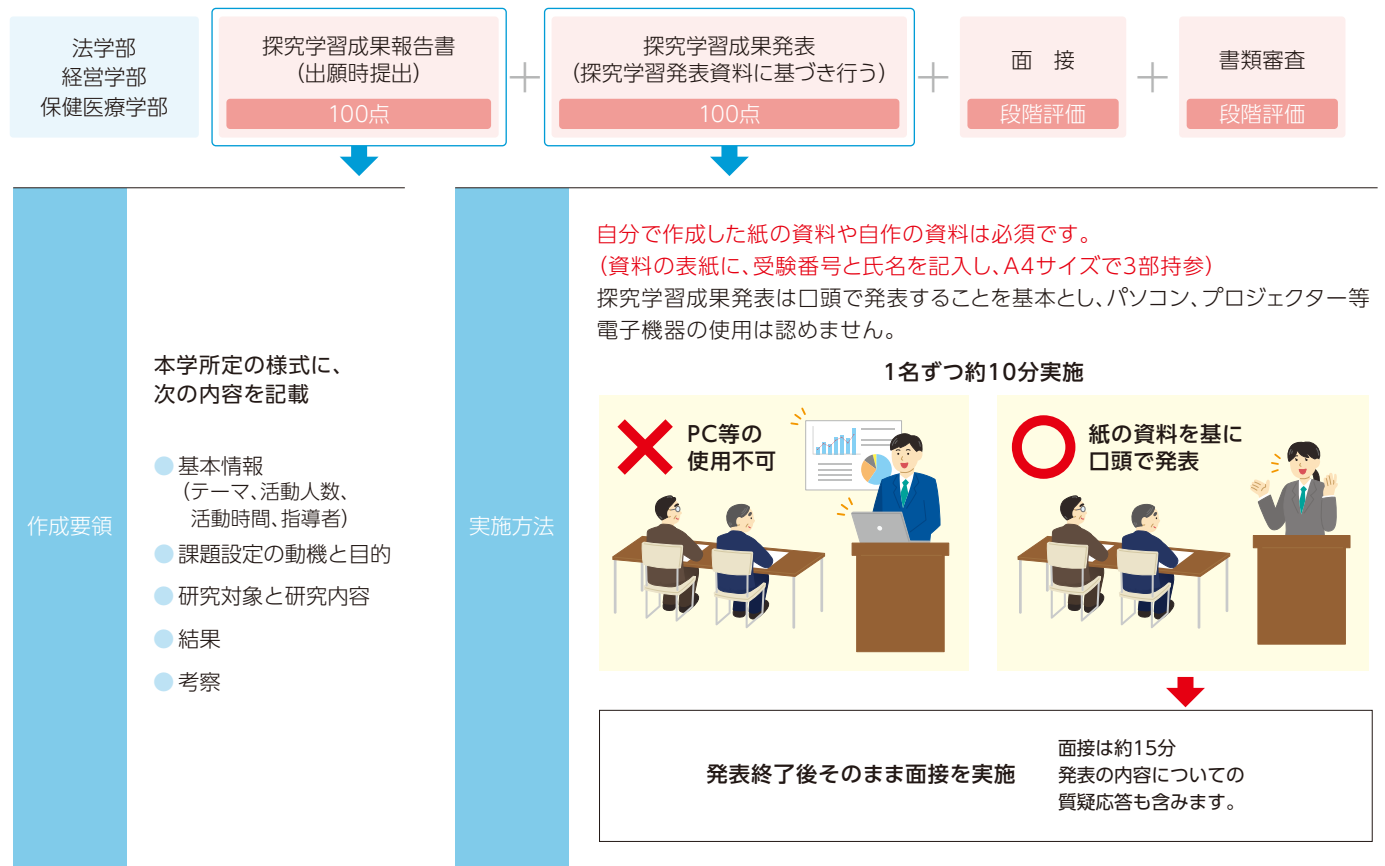 法学部
経営学部
保健医療学部
探究学習成果報告書
（出願時提出）
100点
＋
探究学習成果発表
（探究学習発表資料に基づき行う）
100点
＋
面　接
段階評価
＋
書類審査
段階評価
作成要領
本学所定の様式に、
次の内容を記載
●基本情報
（テーマ、活動人数、
活動時間、指導者）
●課題設定の動機と目的
●研究対象と研究内容
●結果
●考察
実施方法
自分で作成した紙の資料や自作の資料は必須です。
（資料の表紙に、受験番号と氏名を記入し、A4サイズで3部持参）
探究学習成果発表は口頭で発表することを基本とし、パソコン、プロジェクター等
電子機器の使用は認めません。
1名ずつ約10分実施
PC等の
使用不可
紙の資料を基に
口頭で発表
発表終了後そのまま面接を実施
面接は約15分
発表の内容についての
質疑応答も含みます。